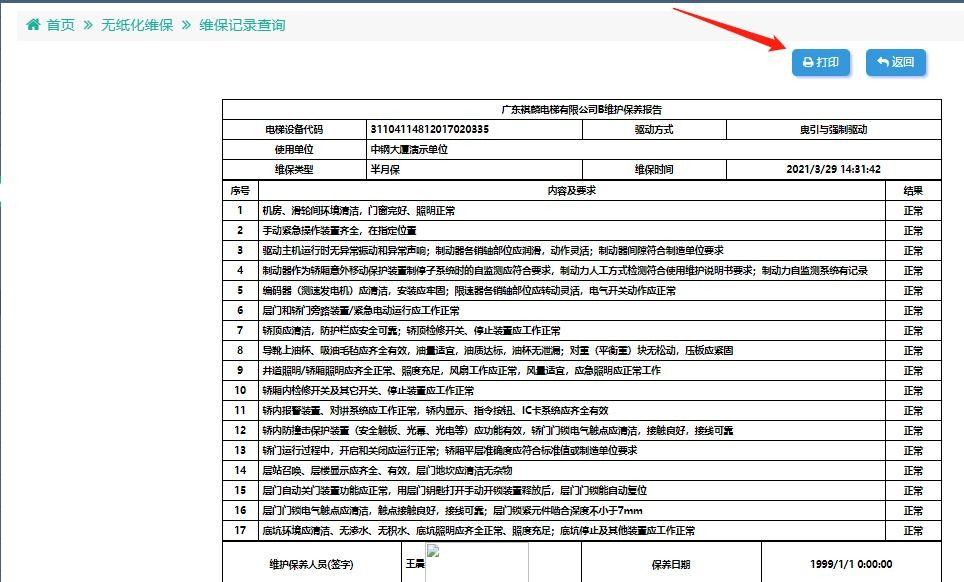 首页 » 无纸化维保 » 维保记录查询
打印 返回
广东祺麟电梯有限公司B维护保养报告
电梯设备代码 31104114812017020335 驱动方式 曳引与强制驱动
使用单位 中钢大厦演示单位
维保类型 半月保 维保时间 2021/3/29 14:31:42
序号 内容及要求 结果
1 机房、滑轮间环境清洁，门窗完好、照明正常 正常
2 手动紧急操作装置齐全，在指定位置 正常
3 驱动主机运行时无异常振动和异常声响；制动器各销轴部位应润滑，动作灵活；制动器间隙符合制造单位要求 正常
4 制动器作为轿厢意外移动保护装置制停子系统时的自监测应符合要求，制动力人工方式检测符合使用维护说明书要求；制动力自监测系统有记录 正常
5 编码器（测速发电机）应清洁，安装应牢固；限速器各销轴部位应转动灵活，电气开关动作应正常 正常
6 层门和轿门旁路装置/紧急电动运行应工作正常 正常
7 轿顶应清洁，防护栏应安全可靠；轿顶检修开关、停止装置应工作正常 正常
8 导靴上油杯、吸油毛毡应齐全有效，油量适宜，油质达标，油杯无泄漏；对重（平衡重）块无松动，压板应紧固 正常
9 井道照明/轿厢照明应齐全正常、照度充足，风扇工作应正常，风量适宜，应急照明应正常工作 正常
10 轿厢内检修开关及其它开关、停止装置应工作正常 正常
11 轿内报警装置、对讲系统应工作正常，轿内显示、指令按钮、IC卡系统应齐全有效 正常
12 轿内防撞击保护装置（安全触板、光幕、光电等）应功能有效，轿门门锁电气触点应清洁，接触良好，接线可靠 正常
13 轿门运行过程中，开启和关闭应运行正常；轿厢平层准确度应符合标准值或制造单位要求 正常
14 层站召唤、层楼显示应齐全、有效，层门地坎应清洁无杂物 正常
15 层门自动关门装置功能应正常，用层门钥匙打开手动开锁装置释放后，层门门锁能自动复位 正常
16 层门门锁电气触点应清洁，触点接触良好，接线可靠；层门锁紧元件啮合深度不小于7mm 正常
17 底坑环境应清洁、无渗水、无积水、底坑照明应齐全正常、照度充足；底坑停止及其他装置应工作正常 正常
维护保养人员(签字) 王晨 保养日期 1999/1/1 0:00:00